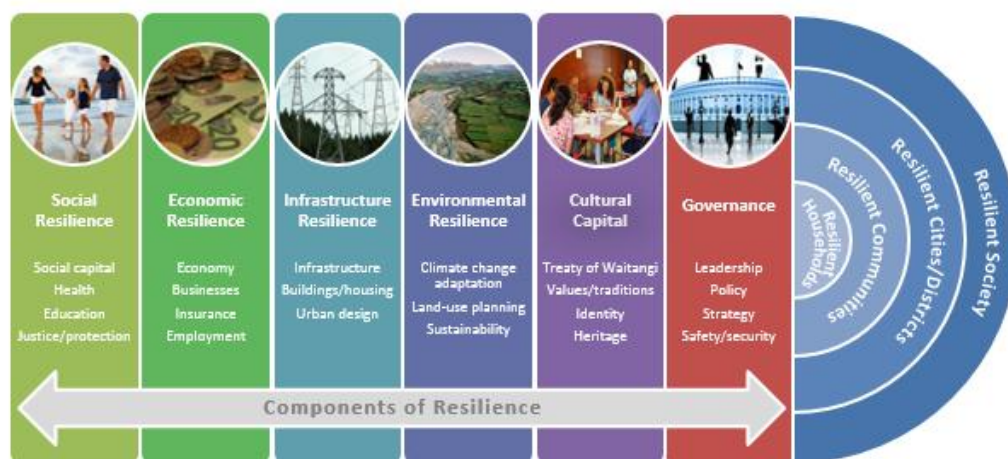 Social
Resilience
Social capital
Health
Education
Justice/protection
Economic
Resilience
Economy
Businesses
Insurance
Employment
Infrastructure
Resilience
Infrastructure
Buildings/housing
Urban design
Environmental
Resilience
Climate change
adaptation
Land-use planning
Sustainability
Cultural
Capital
Treaty of Waitangi
Values/traditions
Identity
Heritage
Governance
Leadership
Policy
Strategy
Safety/security
Components of Resilience
Resilient
Households
Resilient Communities
Resilient Cities/Districts
Resilient Society